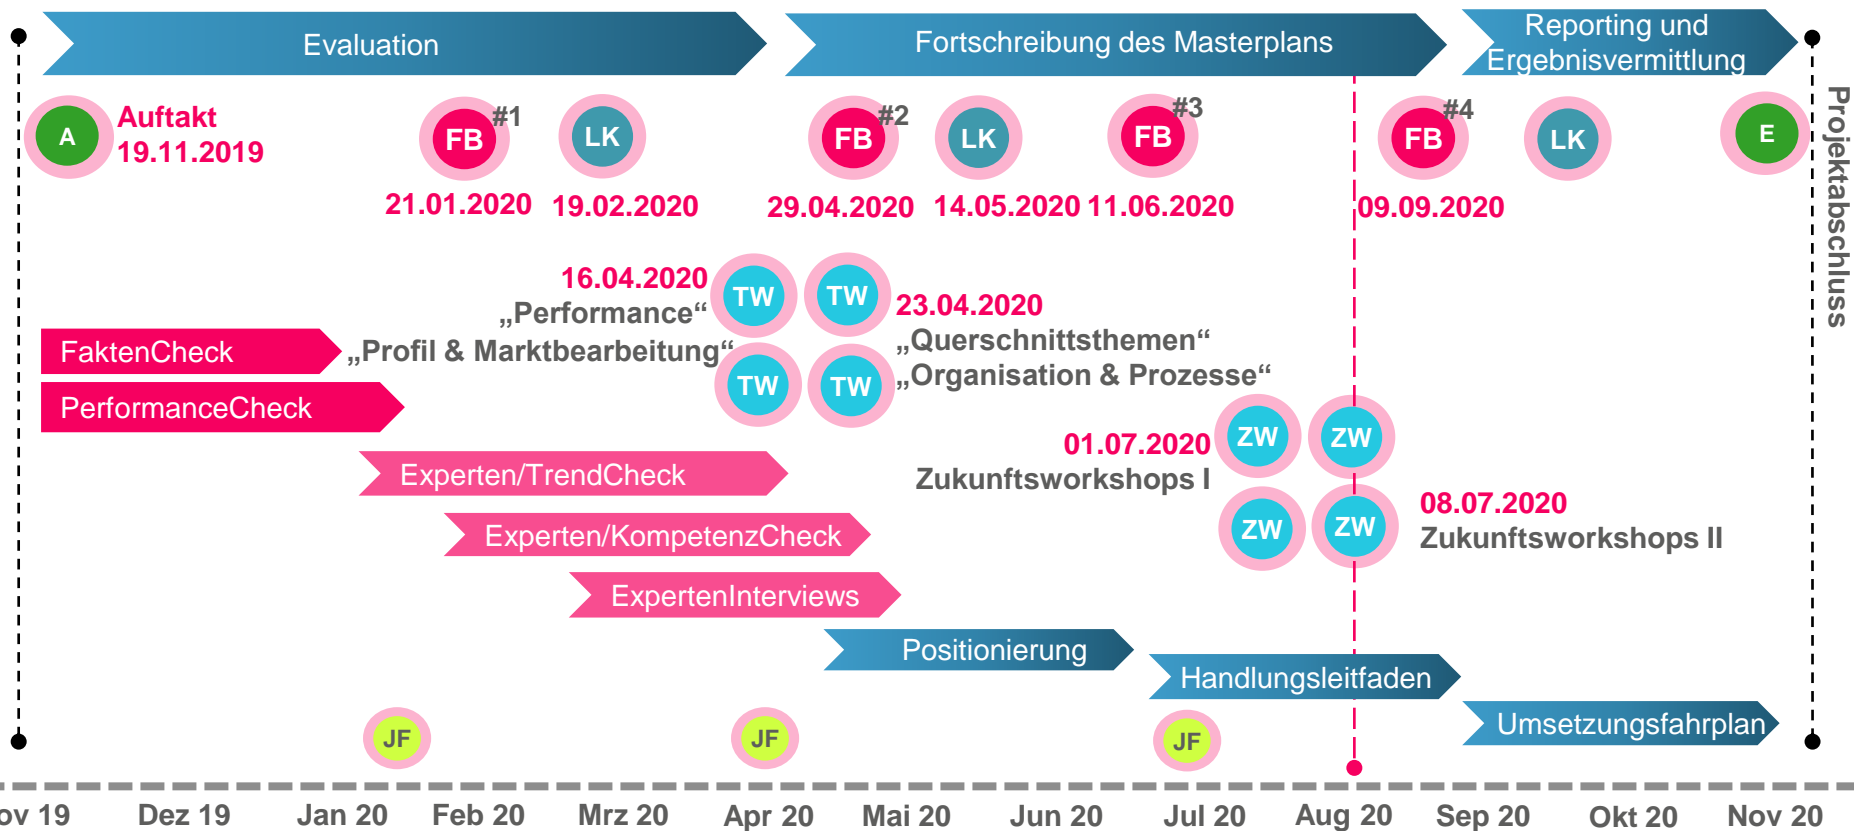 Evaluation
Fortschreibung des Masterplans
Reporting und
Ergebnisvermittlung
A
Auftakt
19.11.2019
FB
#1
21.01.2020
LK
19.02.2020
FB
#2
29.04.2020
LK
14.05.2020
FB
#3
11.06.2020
FB
#4
09.09.2020
LK
E
Projektabschluss
16.04.2020
„Performance“
„Profil & Marktbearbeitung“
TW
TW
TW
TW
23.04.2020
„Querschnittsthemen“
„Organisation & Prozesse“
FaktenCheck
PerformanceCheck
01.07.2020
Zukunftsworkshops I
ZW
ZW
ZW
ZW
08.07.2020
Zukunftsworkshops II
Experten/TrendCheck
Experten/KompetenzCheck
ExpertenInterviews
Positionierung
Handlungsleitfaden
Umsetzungsfahrplan
JF
JF
JF
ov 19
Dez 19
Jan 20
Feb 20
Mrz 20
Apr 20
Mai 20
Jun 20
Jul 20
Aug 20
Sep 20
Okt 20
Nov 20